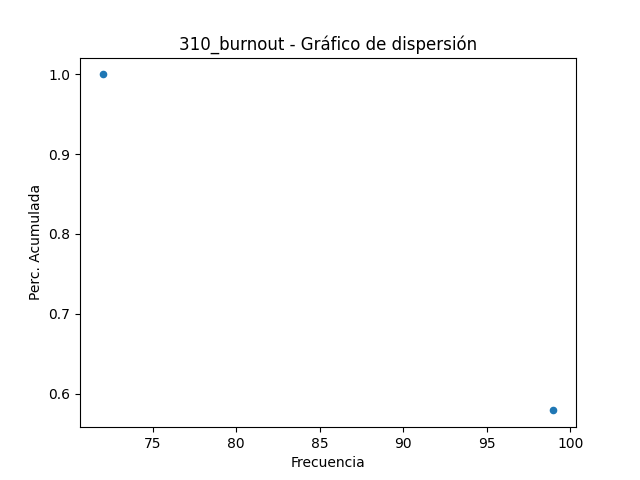 310_burnout - Gráfico de dispersión
Perc. Acumulada
1.0
0.9
0.8
0.7
0.6
75 80 85 90 95 100
Frecuencia